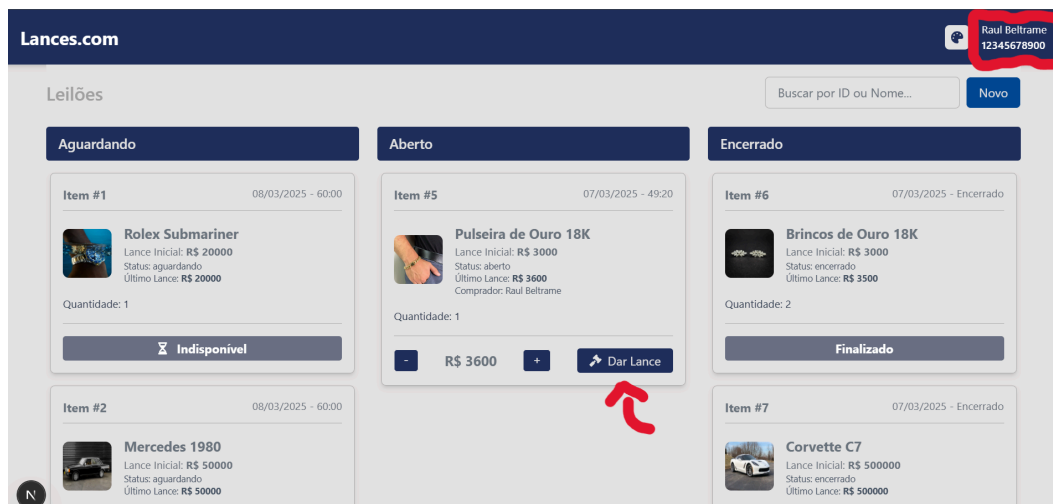 Lances.com
Raul Beltrame
12345678900
Leilões
Buscar por ID ou Nome...
Novo
Aguardando
Aberto
Encerrado
Item #1
08/03/2025 - 60:00
Rolex Submariner
Lance Inicial: R$ 20000
Status: aguardando
Último Lance: R$ 20000
Quantidade: 1
Indisponível
Item #2
08/03/2025 - 60:00
Mercedes 1980
Lance Inicial: R$ 50000
Status: aguardando
Último Lance: R$ 50000
Item #5
07/03/2025 - 49:20
Pulseira de Ouro 18K
Lance Inicial: R$ 3000
Status: aberto
Último Lance: R$ 3600
Comprador: Raul Beltrame
Quantidade: 1
-
R$ 3600
+
Dar Lance
Item #6
07/03/2025 - Encerrado
Brincos de Ouro 18K
Lance Inicial: R$ 3000
Status: encerrado
Último Lance: R$ 3500
Quantidade: 2
Finalizado
Item #7
07/03/2025 - Encerrado
Corvette C7
Lance Inicial: R$ 500000
Status: encerrado
Último Lance: R$ 500000
N